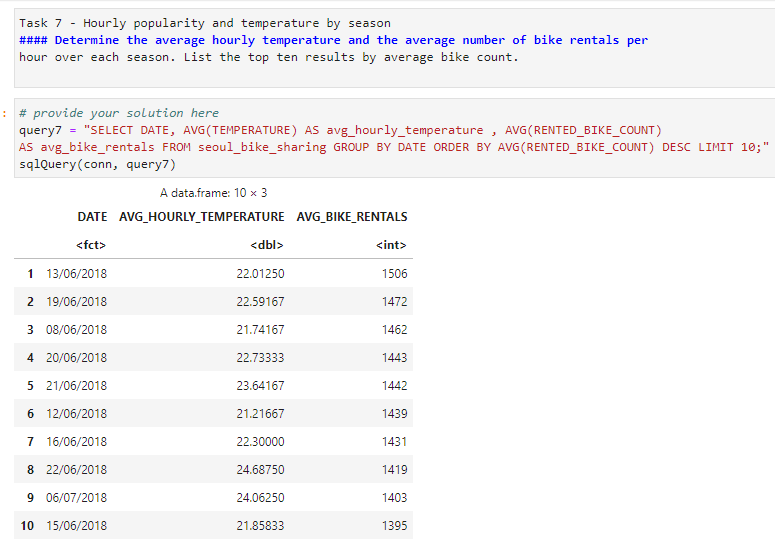 Task 7 - Hourly popularity and temperature by season
#### Determine the average hourly temperature and the average number of bike rentals per
hour over each season. List the top ten results by average bike count.
: # provide your solution here
query7 = "SELECT DATE, AVG(TEMPERATURE) AS avg_hourly_temperature , AVG(RENTED_BIKE_COUNT)
AS avg_bike_rentals FROM seoul_bike_sharing GROUP BY DATE ORDER BY AVG(RENTED_BIKE_COUNT) DESC LIMIT 10;"
sqlQuery(conn, query7)
A data.frame: 10 × 3
DATE AVG_HOURLY_TEMPERATURE AVG_BIKE_RENTALS
<fct> <dbl> <int>
1 13/06/2018 22.01250 1506
2 19/06/2018 22.59167 1472
3 08/06/2018 21.74167 1462
4 20/06/2018 22.73333 1443
5 21/06/2018 23.64167 1442
6 12/06/2018 21.21667 1439
7 16/06/2018 22.30000 1431
8 22/06/2018 24.68750 1419
9 06/07/2018 24.06250 1403
10 15/06/2018 21.85833 1395